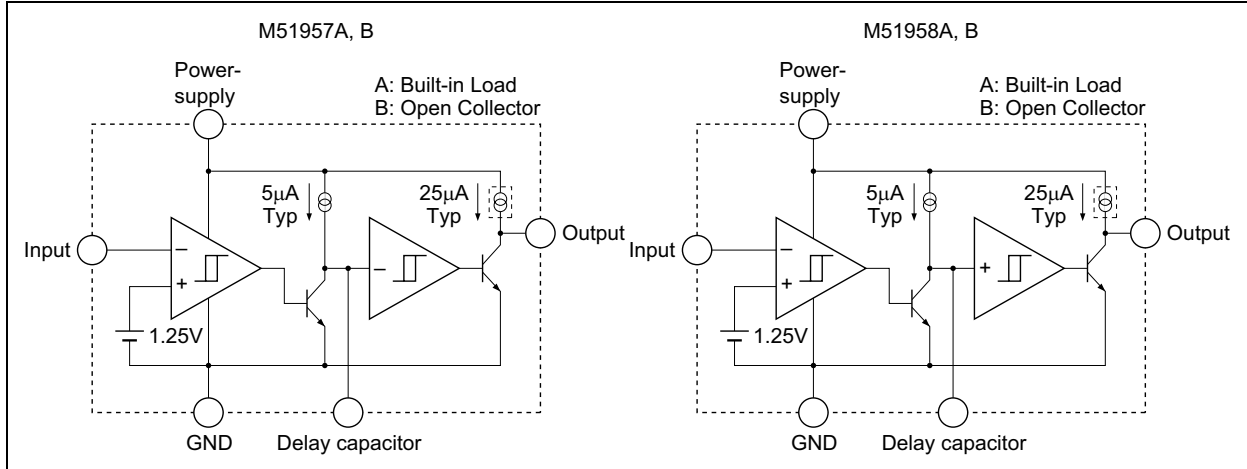 M51957A, B
Power-
supply
A: Built-in Load
B: Open Collector
5μA
Typ
25μA
Typ
Input
−
+
−
Output
1.25V
GND
Delay capacitor
M51958A, B
Power-
supply
A: Built-in Load
B: Open Collector
5μA
Typ
25μA
Typ
Input
−
+
+
Output
1.25V
GND
Delay capacitor